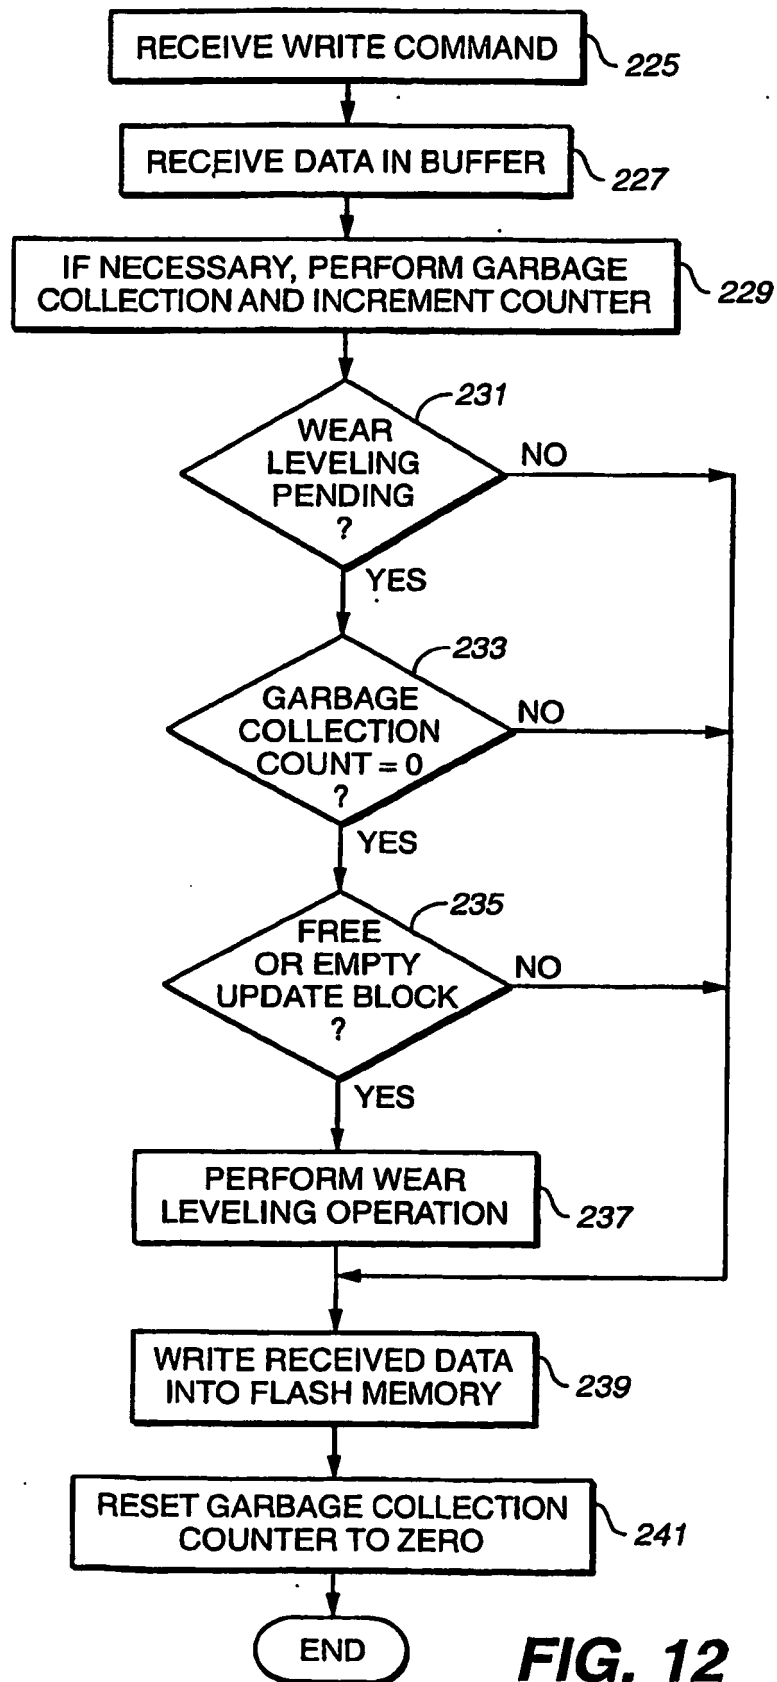 RECEIVE WRITE COMMAND
225
RECEIVE DATA IN BUFFER
227
IF NECESSARY, PERFORM GARBAGE
COLLECTION AND INCREMENT COUNTER
229
231
WEAR
LEVELING
PENDING
?
NO
YES
233
GARBAGE
COLLECTION
COUNT = 0
?
NO
YES
235
FREE
OR EMPTY
UPDATE BLOCK
?
NO
YES
PERFORM WEAR
LEVELING OPERATION
237
WRITE RECEIVED DATA
INTO FLASH MEMORY
239
RESET GARBAGE COLLECTION
COUNTER TO ZERO
241
END
FIG. 12